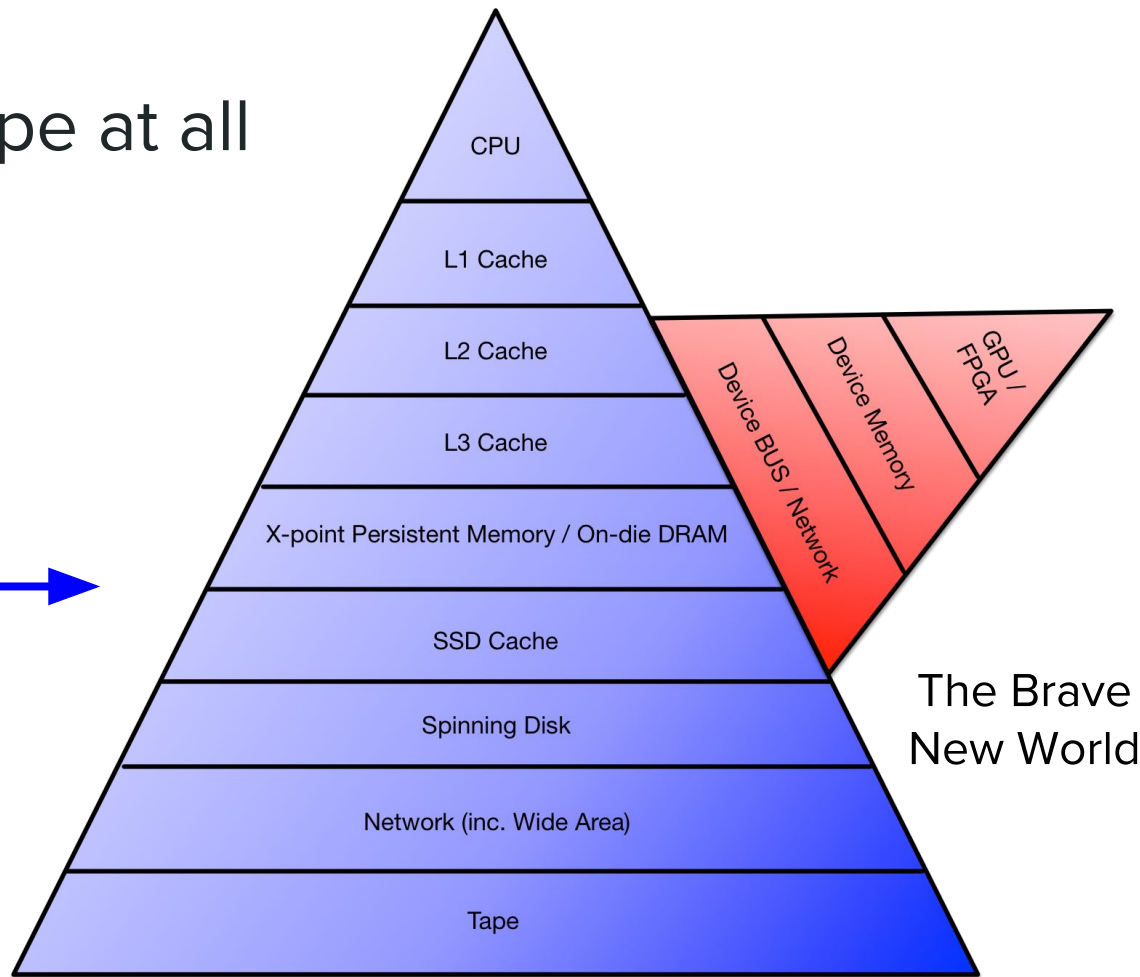 pe at all
CPU
L1 Cache
L2 Cache
L3 Cache
X-point Persistent Memory / On-die DRAM
SSD Cache
Spinning Disk
Network (inc. Wide Area)
Tape
Device BUS / Network
Device Memory
GPU /
FPGA
The Brave
New World